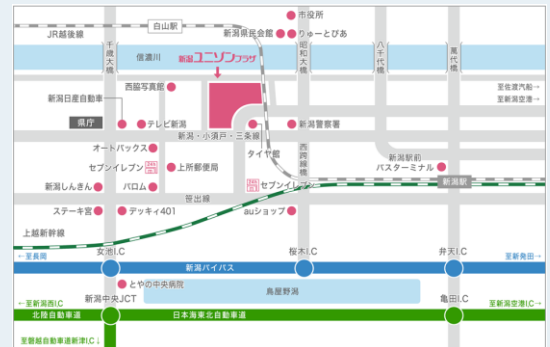 市役所
白山駅
JR越後線
新潟県民会館
りゅーとぴあ
千歳大橋
信濃川
新潟ユニゾンプラザ
昭和大橋
八千代橋
萬代橋
西脇写真館
至佐渡汽船→
至新潟空港→
新潟日産自動車
県庁
テレビ新潟
新潟・小須戸・三条線
タイヤ館
新潟警察署
オートバックス
西跨線橋
セブンイレブン
上所郵便局
新潟駅前
バスターミナル
新潟しんきん
バロム
セブンイレブン
新潟駅
笹出線
ステーキ宮
デッキィ401
auショップ
上越新幹線
女池I.C
桜木I.C
弁天I.C
←至長岡
新潟バイパス
至新発田→
とやの中央病院
新潟中央JCT
鳥屋野潟
亀田I.C
←至新潟西I.C
至新潟空港I.C→
北陸自動車道
日本海東北自動車道
至磐越自動車道新津I.C↓